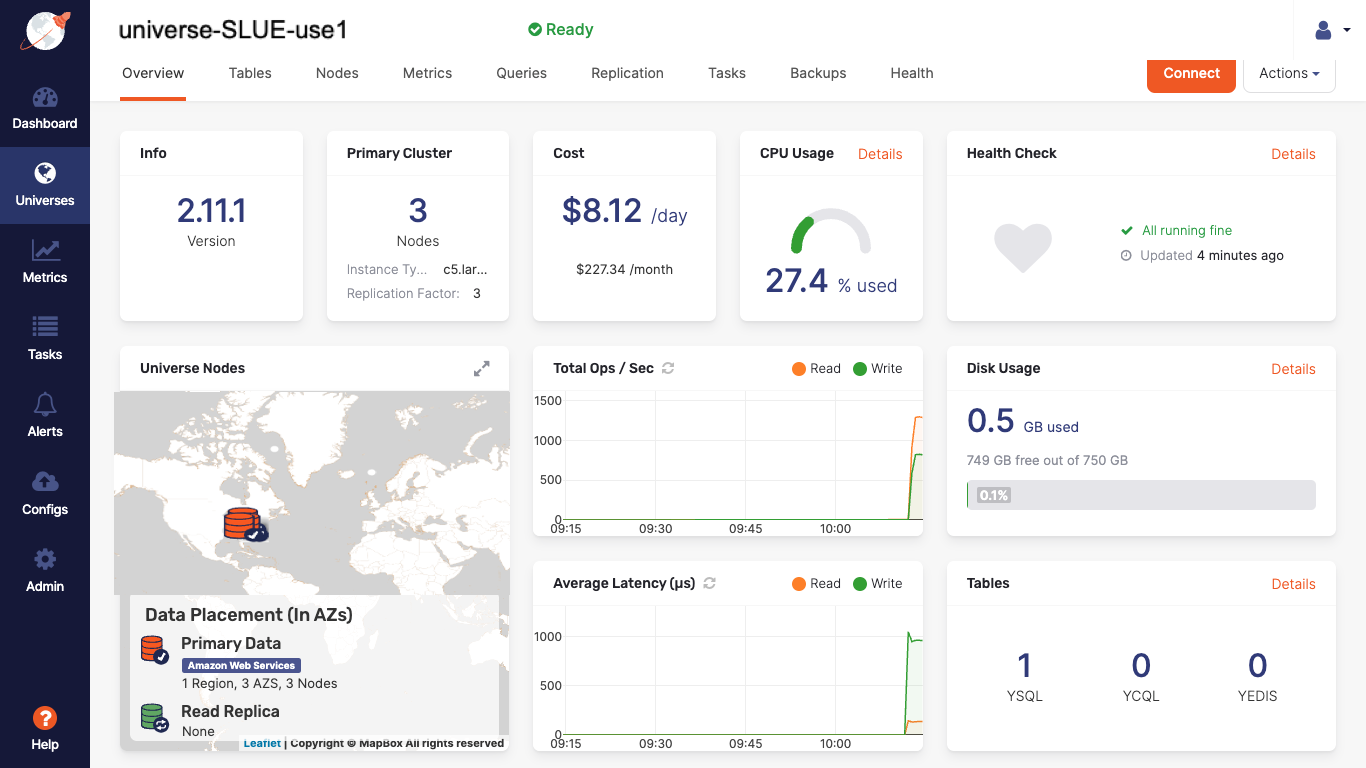 universe-SLUE-use1
Ready
Overview Tables Nodes Metrics Queries Replication Tasks Backups Health
Connect Actions
Dashboard
Universes
Metrics
Tasks
Alerts
Configs
Admin
?
Help
Info
2.11.1
Version
Primary Cluster
3
Nodes
Instance Ty... c5.lar...
Replication Factor: 3
Cost
$8.12 /day
$227.34 /month
CPU Usage Details
27.4 % used
Health Check Details
All running fine
Updated 4 minutes ago
Universe Nodes
Data Placement (In AZs)
Primary Data
Amazon Web Services
1 Region, 3 AZS, 3 Nodes
Read Replica
None
Leaflet | Copyright © MapBox All rights reserved
Total Ops / Sec Read Write
1500
1000
500
0
09:15 09:30 09:45 10:00
Disk Usage Details
0.5 GB used
749 GB free out of 750 GB
0.1%
Average Latency (μs) Read Write
1000
500
0
09:15 09:30 09:45 10:00
Tables Details
1 0 0
YSQL YCQL YEDIS